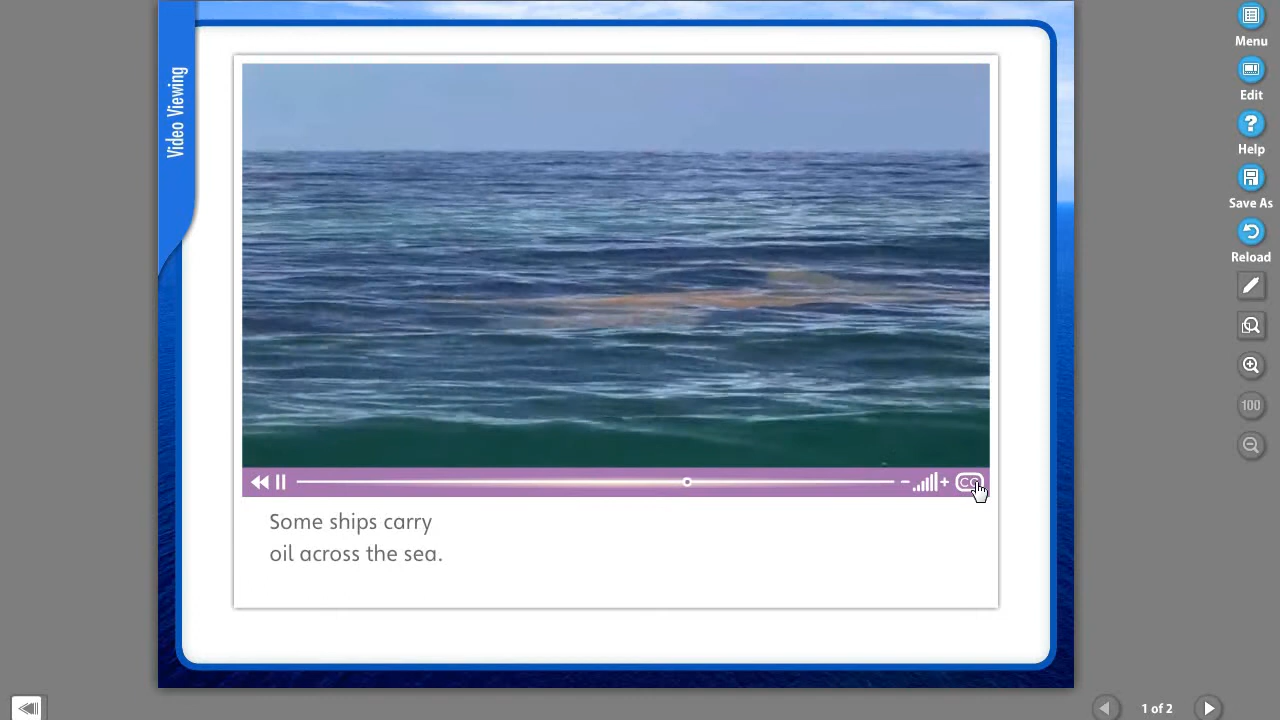 Video Viewing
Some ships carry
oil across the sea.
CC
Menu
Edit
Help
Save As
Reload
100
1 of 2